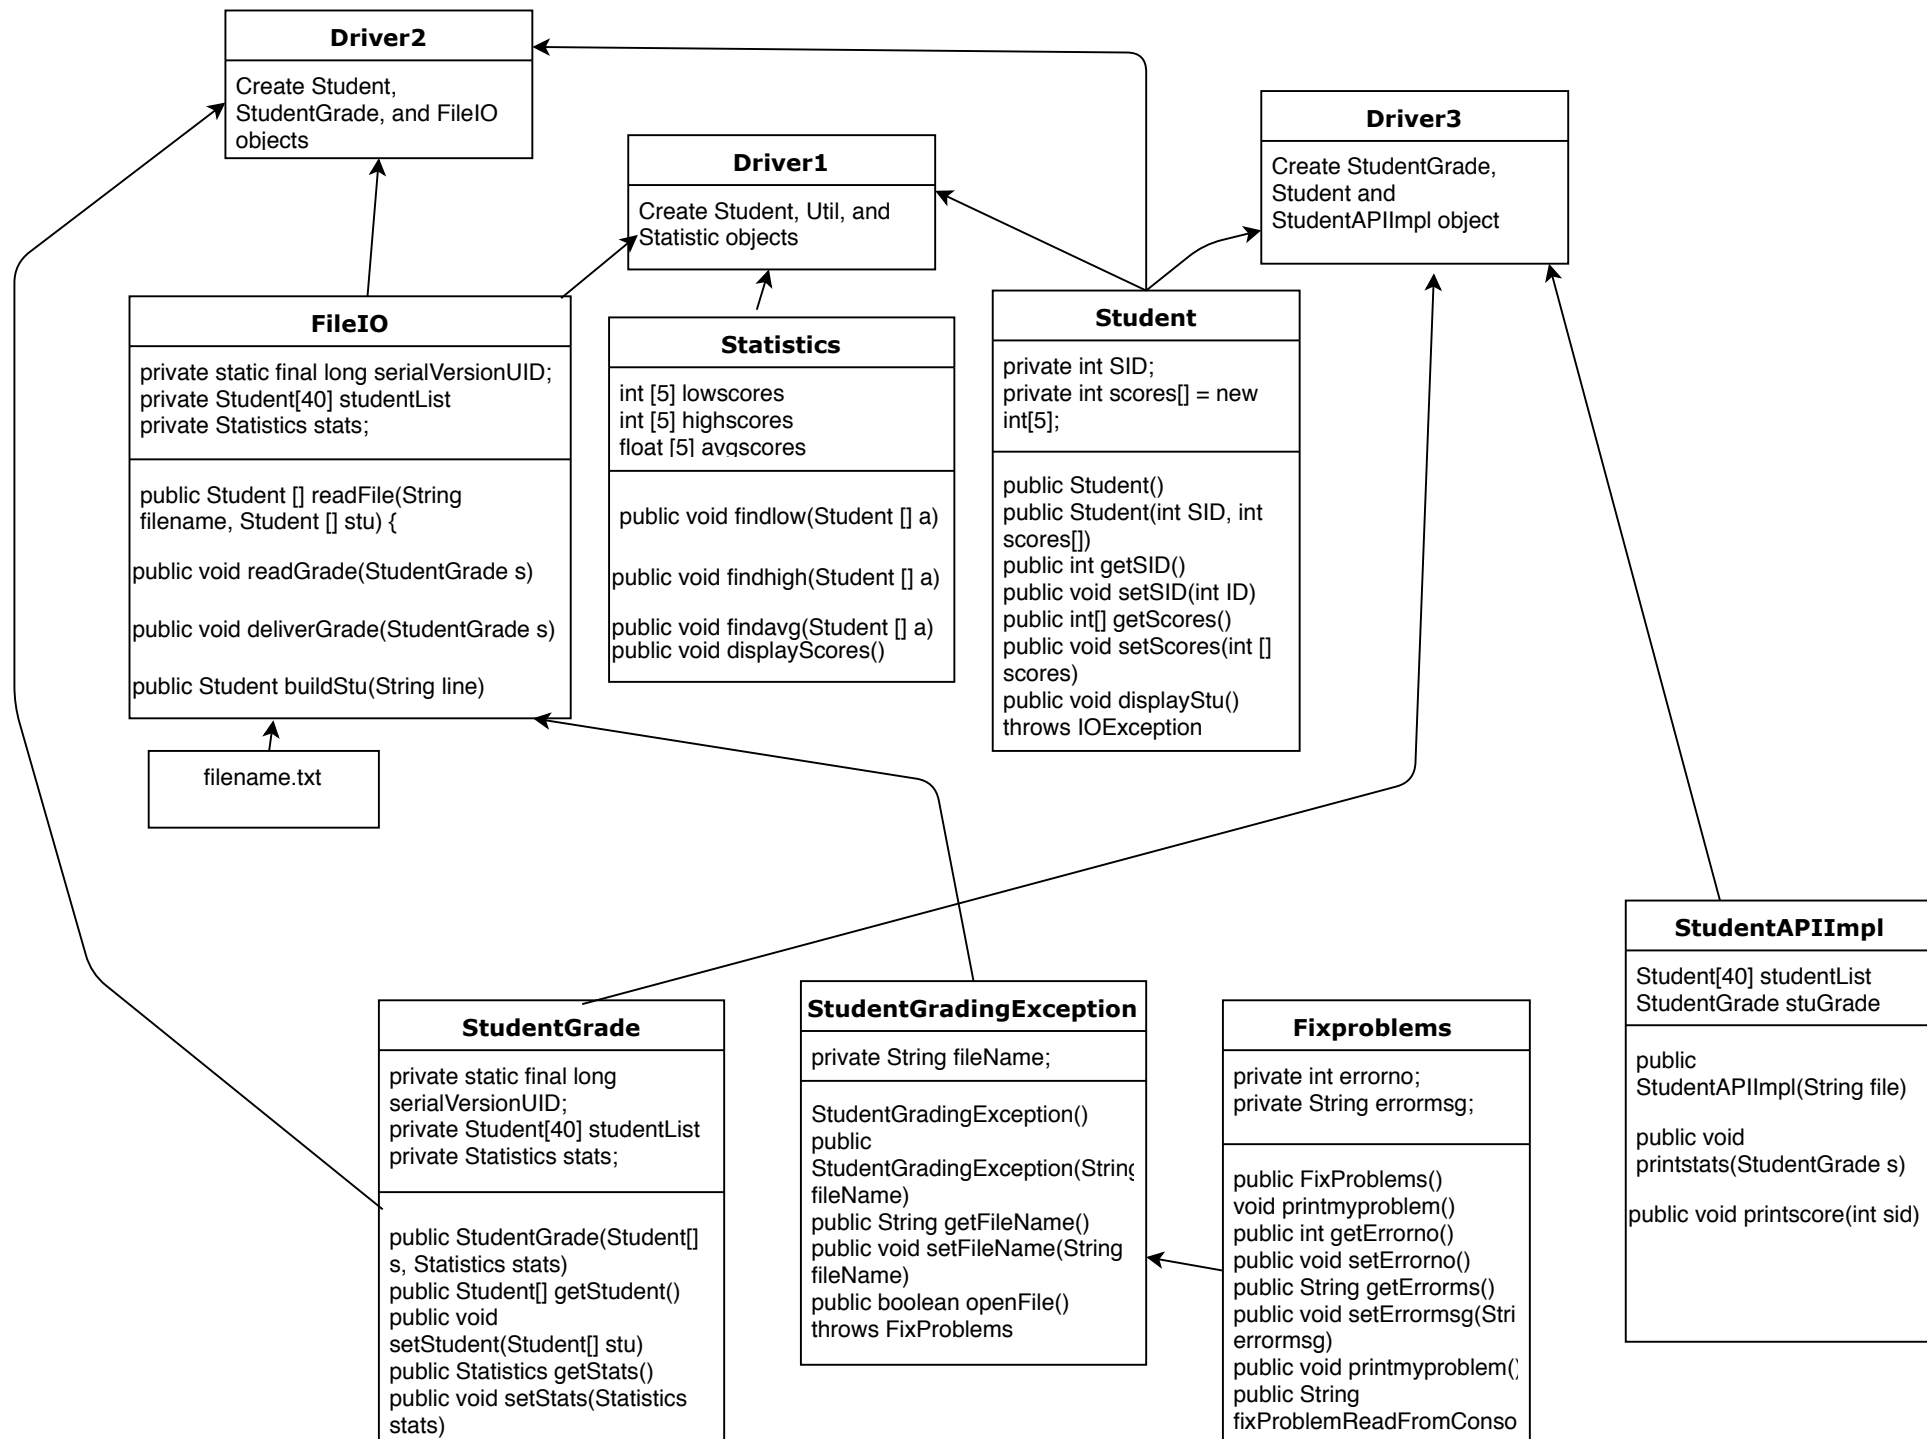 Driver2
Create Student,
StudentGrade, and FileIO
objects
Driver1
Create Student, Util, and
Statistic objects
Driver3
Create StudentGrade,
Student and
StudentAPIImpl object
FileIO
private static final long serialVersionUID;
private Student[40] studentList
private Statistics stats;
public Student [] readFile(String
filename, Student [] stu) {
public void readGrade(StudentGrade s)
public void deliverGrade(StudentGrade s)
public Student buildStu(String line)
filename.txt
Statistics
int [5] lowscores
int [5] highscores
float [5] avgscores
public void findlow(Student [] a)
public void findhigh(Student [] a)
public void findavg(Student [] a)
public void displayScores()
Student
private int SID;
private int scores[] = new
int[5];
public Student()
public Student(int SID, int
scores[])
public int getSID()
public void setSID(int ID)
public int[] getScores()
public void setScores(int []
scores)
public void displayStu()
throws IOException
StudentGrade
private static final long
serialVersionUID;
private Student[40] studentList
private Statistics stats;
public StudentGrade(Student[]
s, Statistics stats)
public Student[] getStudent()
public void
setStudent(Student[] stu)
public Statistics getStats()
public void setStats(Statistics
stats)
StudentGradingException
private String fileName;
StudentGradingException()
public
StudentGradingException(String
fileName)
public String getFileName()
public void setFileName(String
fileName)
public boolean openFile()
throws FixProblems
Fixproblems
private int errorno;
private String errormsg;
public FixProblems()
void printmyproblem()
public int getErrorno()
public void setErrorno()
public String getErrorms()
public void setErrormsg(Stri
errormsg)
public void printmyproblem()
public String
fixProblemReadFromConso
StudentAPIImpl
Student[40] studentList
StudentGrade stuGrade
public
StudentAPIImpl(String file)
public void
printstats(StudentGrade s)
public void printscore(int sid)